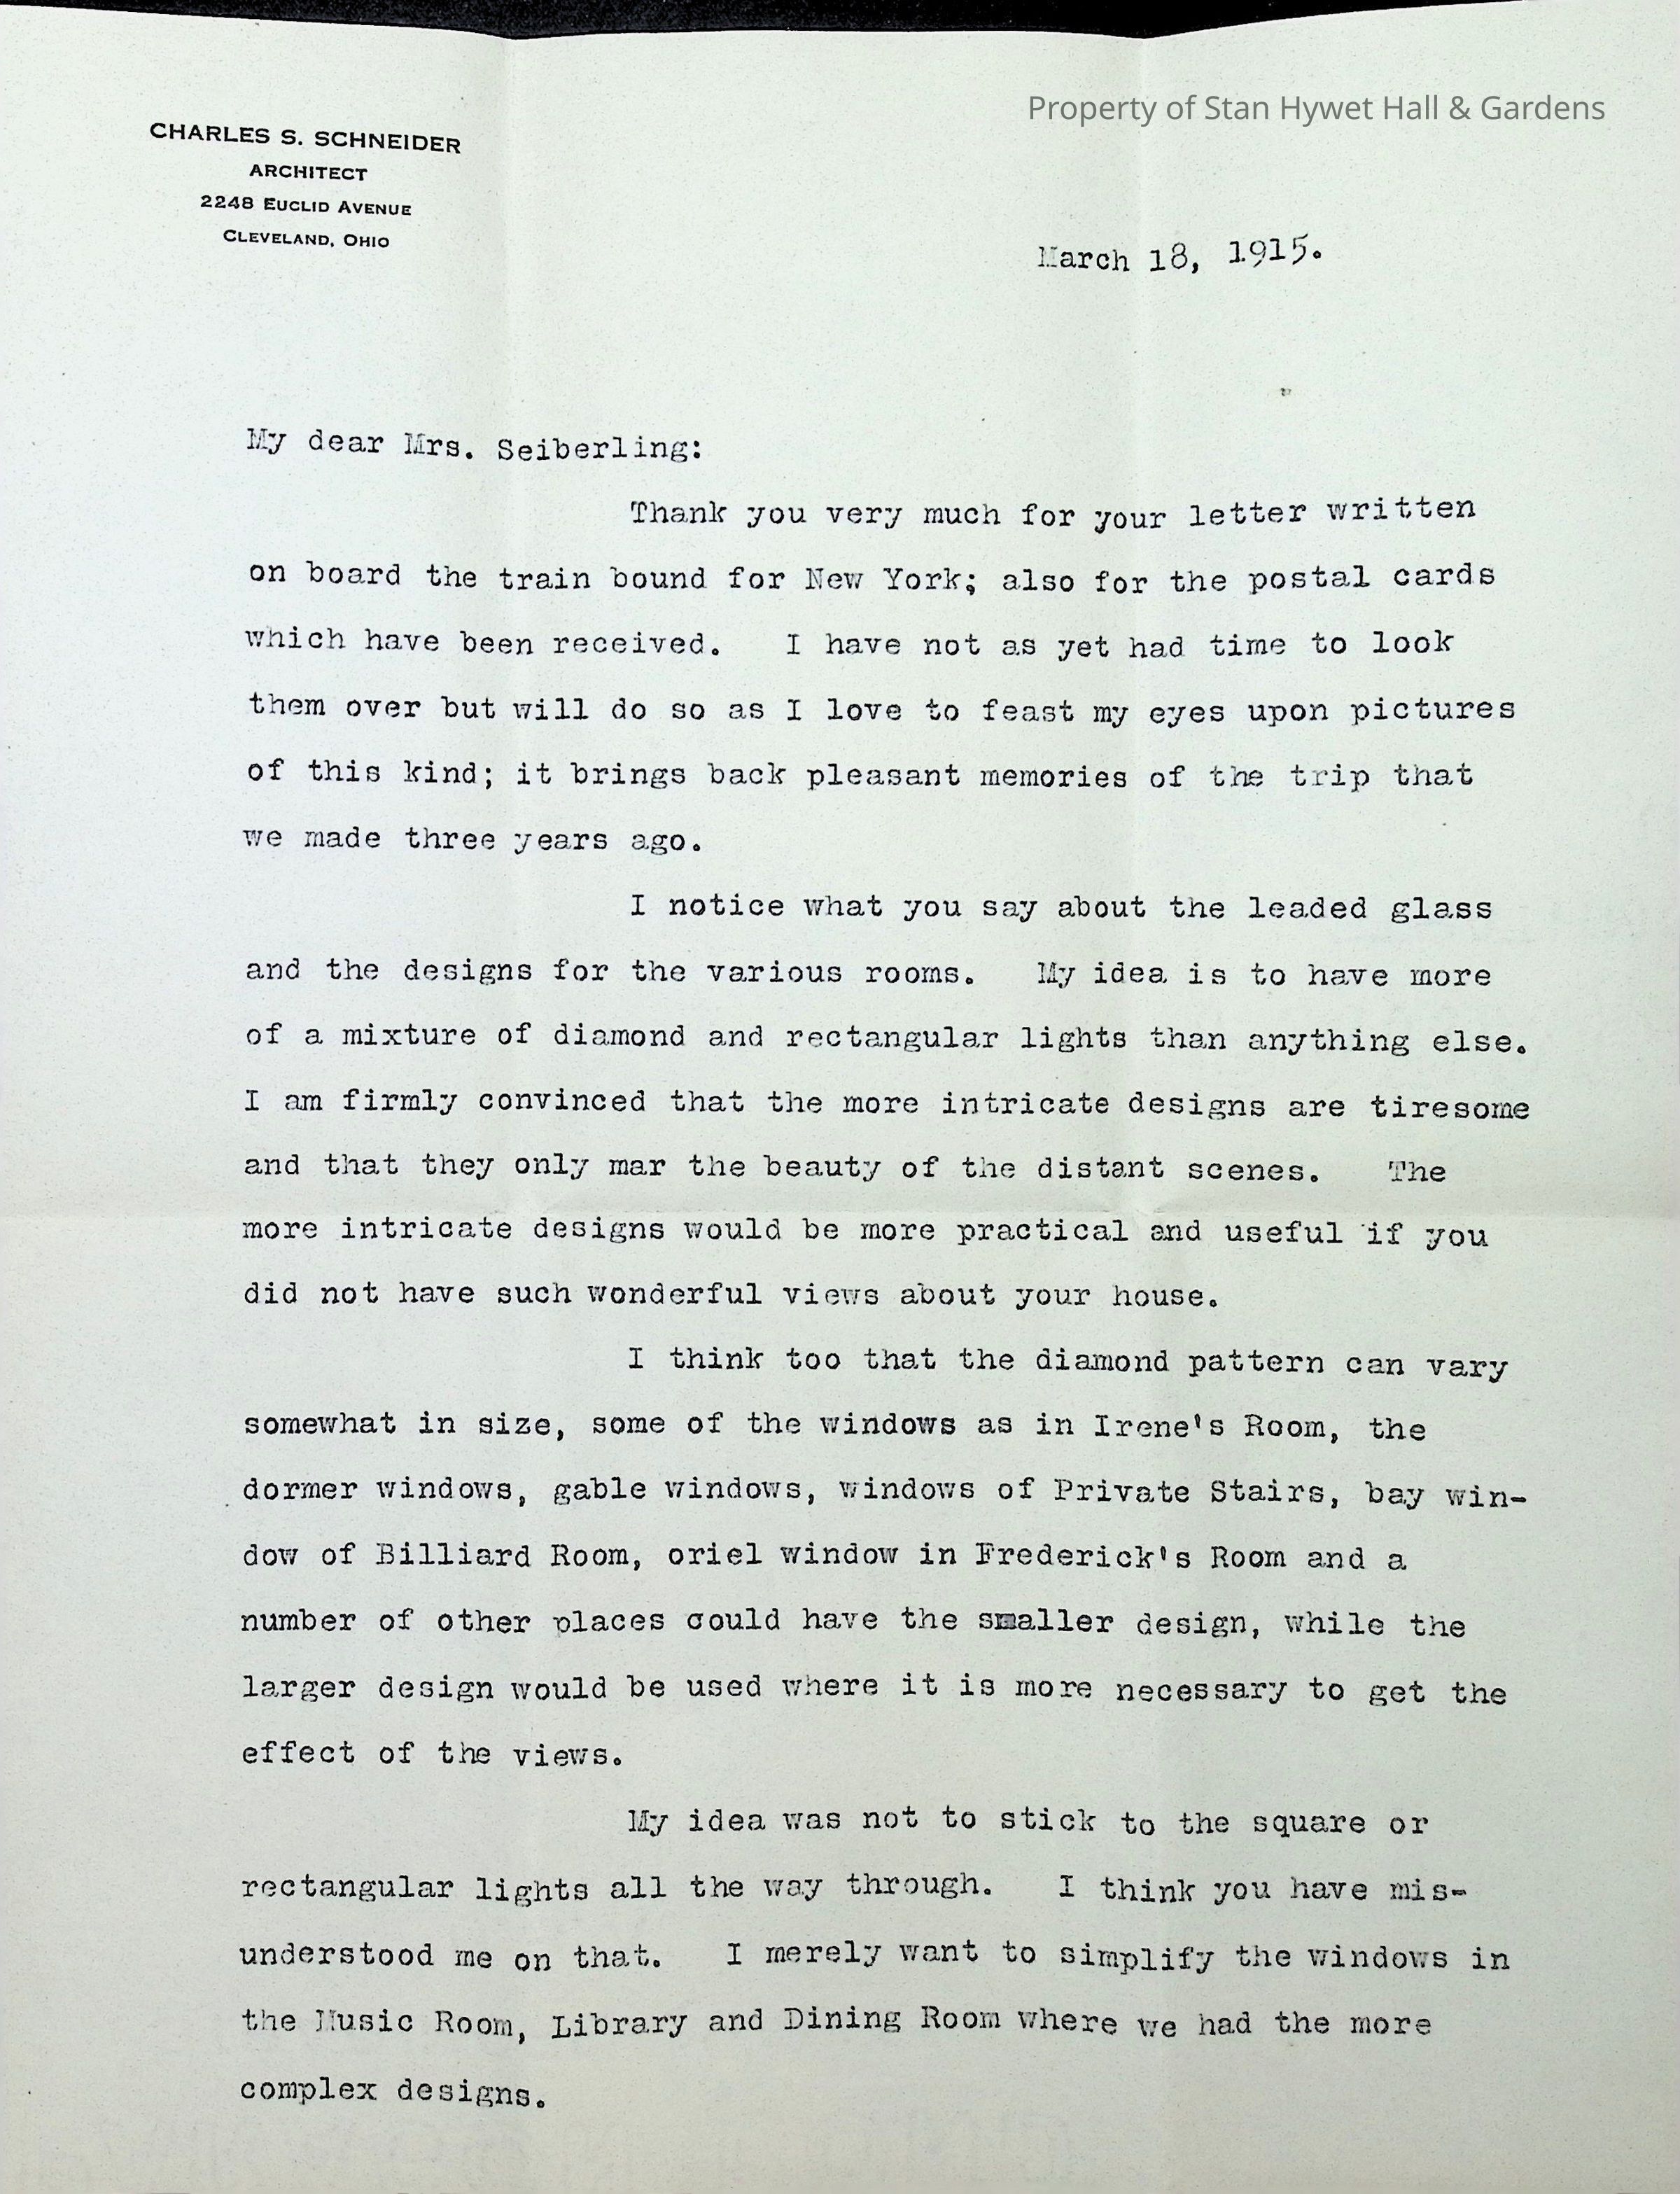 Property of Stan Hywet Hall & Gardens
CHARLES S. SCHNEIDER
ARCHITECT
2248 EUCLID AVENUE
CLEVELAND, OHIO
March 18, 1915.
My dear Mrs. Seiberling:
Thank you very much for your letter written
on board the train bound for New York; also for the postal cards
which have been received. I have not as yet had time to look
them over but will do so as I love to feast my eyes upon pictures
of this kind; it brings back pleasant memories of the trip that
we made three years ago.
I notice what you say about the leaded glass
and the designs for the various rooms. My idea is to have more
of a mixture of diamond and rectangular lights than anything else.
I am firmly convinced that the more intricate designs are tiresome
and that they only mar the beauty of the distant scenes. The
more intricate designs would be more practical and useful if you
did not have such wonderful views about your house.
I think too that the diamond pattern can vary
somewhat in size, some of the windows as in Irene's Room, the
dormer windows, gable windows, windows of Private Stairs, bay win-
dow of Billiard Room, oriel window in Frederick's Room and a
number of other places could have the smaller design, while the
larger design would be used where it is more necessary to get the
effect of the views.
My idea was not to stick to the square or
rectangular lights all the way through. I think you have mis-
understood me on that. I merely want to simplify the windows in
the Music Room, Library and Dining Room where we had the more
complex designs.